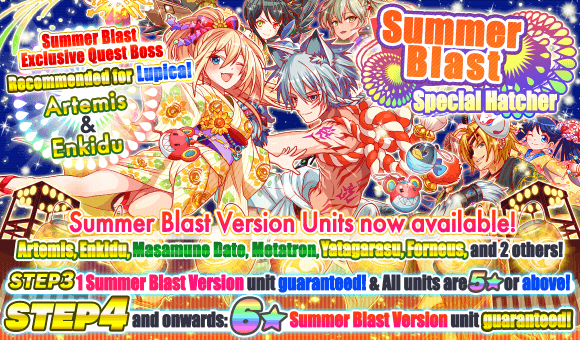 Summer Blast
Exclusive Quest Boss
Recommended for Lupica!
Artemis
&
Enkidu
Summer
Blast
Special Hatcher
Summer Blast Version Units now available!
Artemis, Enkidu, Masamune Date, Metatron, Yatagarasu, Forneus, and 2 others!
STEP3 1 Summer Blast Version unit guaranteed! & All units are 5★ or above!
STEP4 and onwards: 6★ Summer Blast Version unit guaranteed!